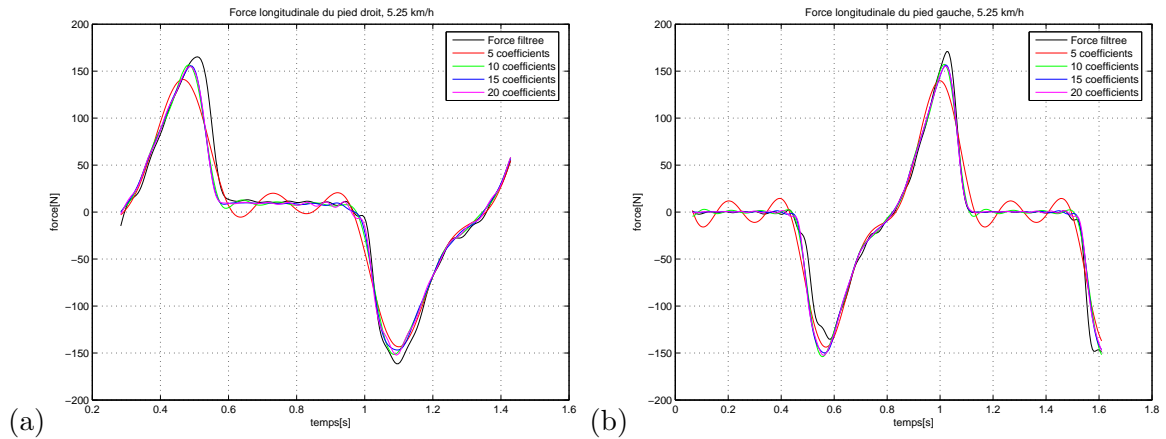 Force longitudinale du pied droit, 5.25 km/h
200
150
100
50
0
−50
−100
−150
−200
force[N]
0.2
0.4
0.6
0.8
1
1.2
1.4
1.6
temps[s]
Force filtree
5 coefficients
10 coefficients
15 coefficients
20 coefficients
(a)
Force longitudinale du pied gauche, 5.25 km/h
200
150
100
50
0
−50
−100
−150
−200
force[N]
0
0.2
0.4
0.6
0.8
1
1.2
1.4
1.6
1.8
temps[s]
Force filtree
5 coefficients
10 coefficients
15 coefficients
20 coefficients
(b)